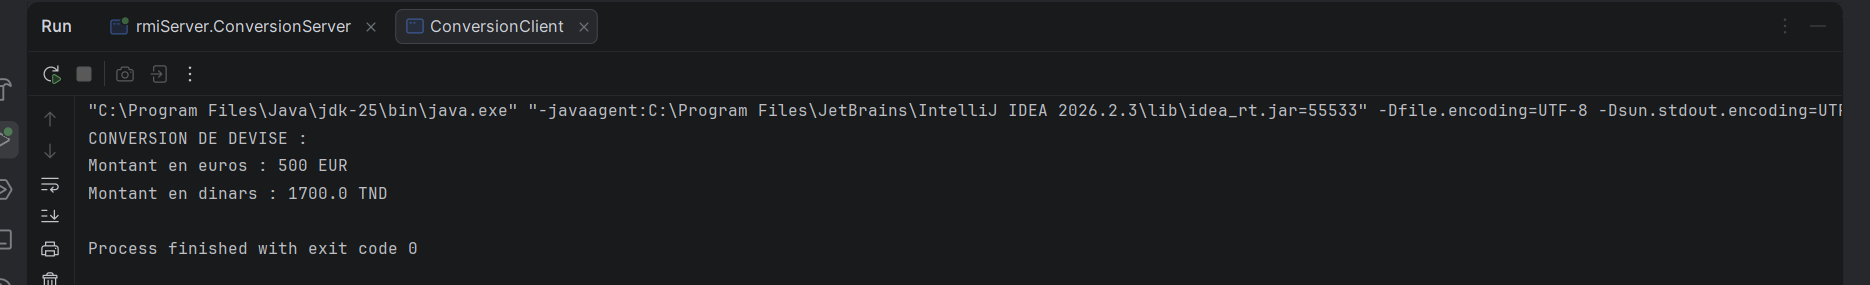 Run rmiServer.ConversionServer ConversionClient
"C:\Program Files\Java\jdk-25\bin\java.exe" "-javaagent:C:\Program Files\JetBrains\IntelliJ IDEA 2026.2.3\lib\idea_rt.jar=55533" -Dfile.encoding=UTF-8 -Dsun.stdout.encoding=UTF
CONVERSION DE DEVISE :
Montant en euros : 500 EUR
Montant en dinars : 1700.0 TND
Process finished with exit code 0